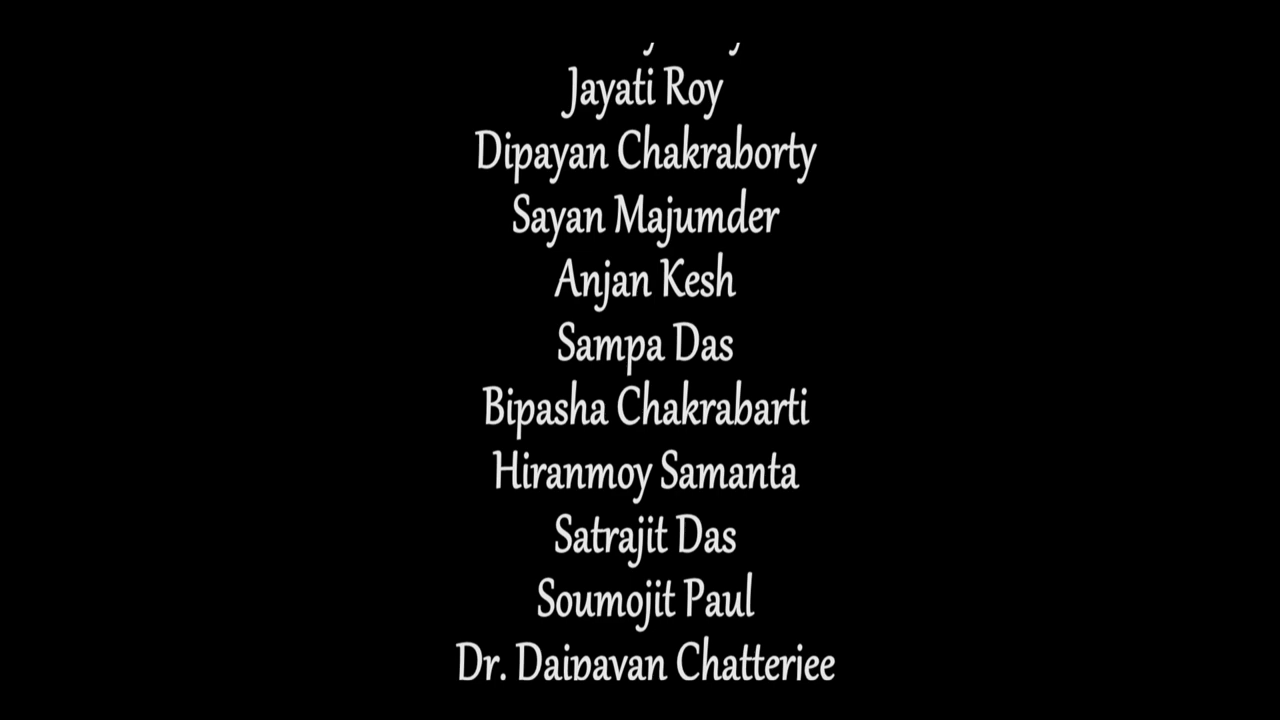 Jayati Roy
Dipayan Chakraborty
Sayan Majumder
Anjan Kesh
Sampa Das
Bipasha Chakrabarti
Hiranmoy Samanta
Satrajit Das
Soumojit Paul
Dr. Daipayan Chatterjee